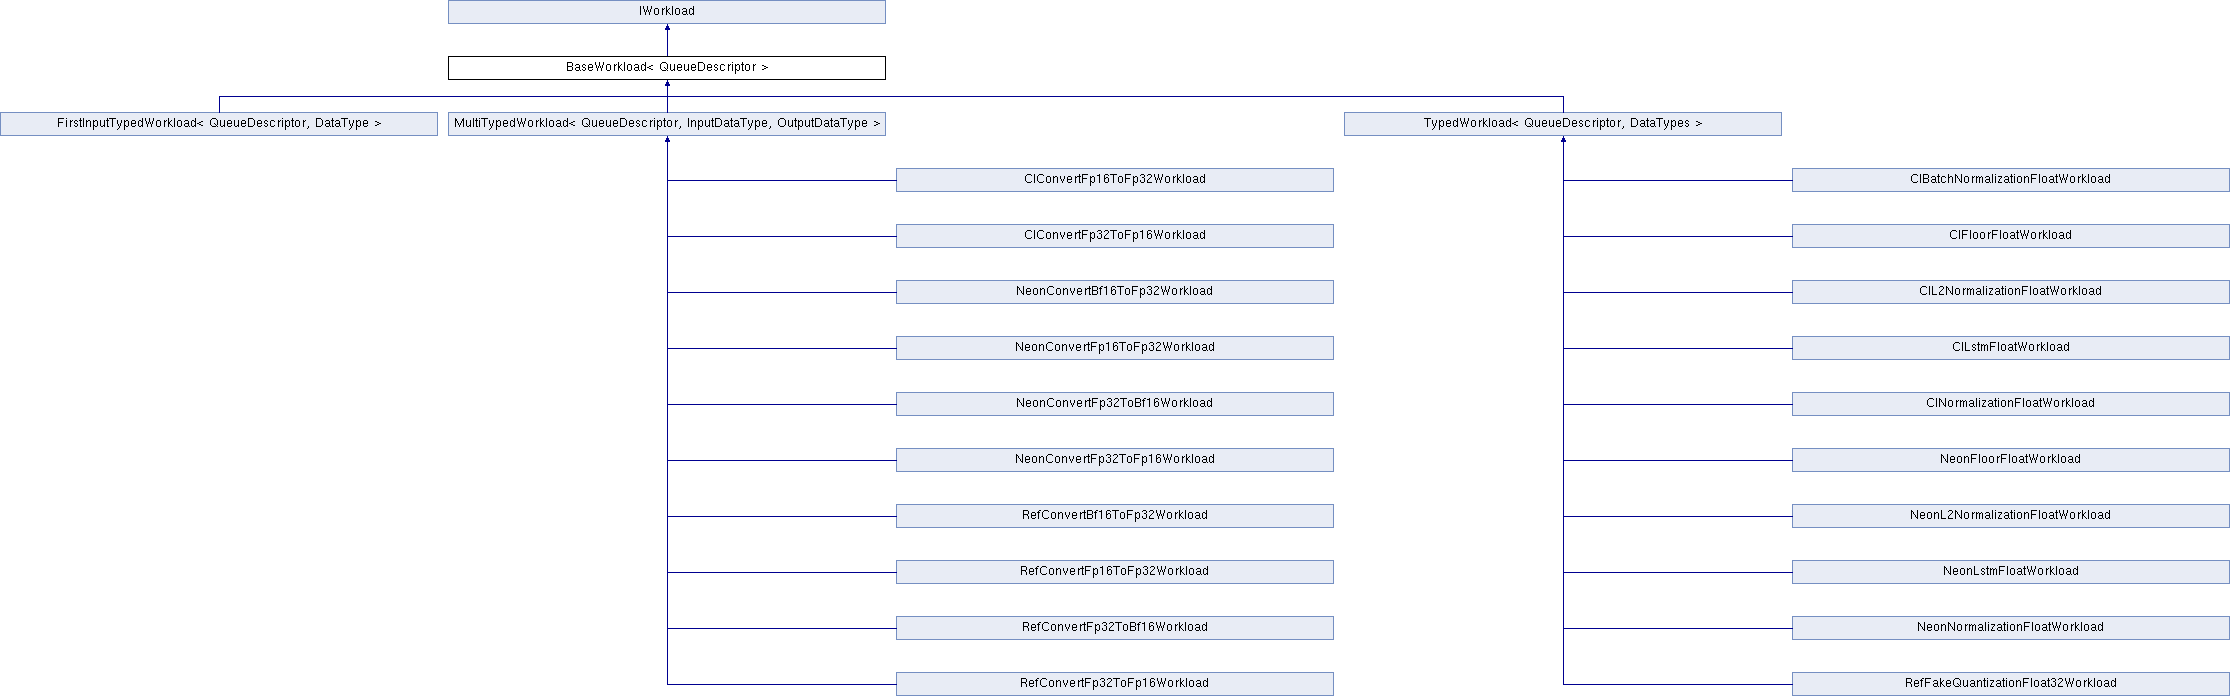 IWorkload
BaseWorkload< QueueDescriptor >
FirstInputTypedWorkload< QueueDescriptor, DataType >
MultiTypedWorkload< QueueDescriptor, InputDataType, OutputDataType >
TypedWorkload< QueueDescriptor, DataTypes >
ClConvertFp16ToFp32Workload
ClConvertFp32ToFp16Workload
NeonConvertBf16ToFp32Workload
NeonConvertFp16ToFp32Workload
NeonConvertFp32ToBf16Workload
NeonConvertFp32ToFp16Workload
RefConvertBf16ToFp32Workload
RefConvertFp16ToFp32Workload
RefConvertFp32ToBf16Workload
RefConvertFp32ToFp16Workload
ClBatchNormalizationFloatWorkload
ClFloorFloatWorkload
ClL2NormalizationFloatWorkload
ClLstmFloatWorkload
ClNormalizationFloatWorkload
NeonFloorFloatWorkload
NeonL2NormalizationFloatWorkload
NeonLstmFloatWorkload
NeonNormalizationFloatWorkload
RefFakeQuantizationFloat32Workload